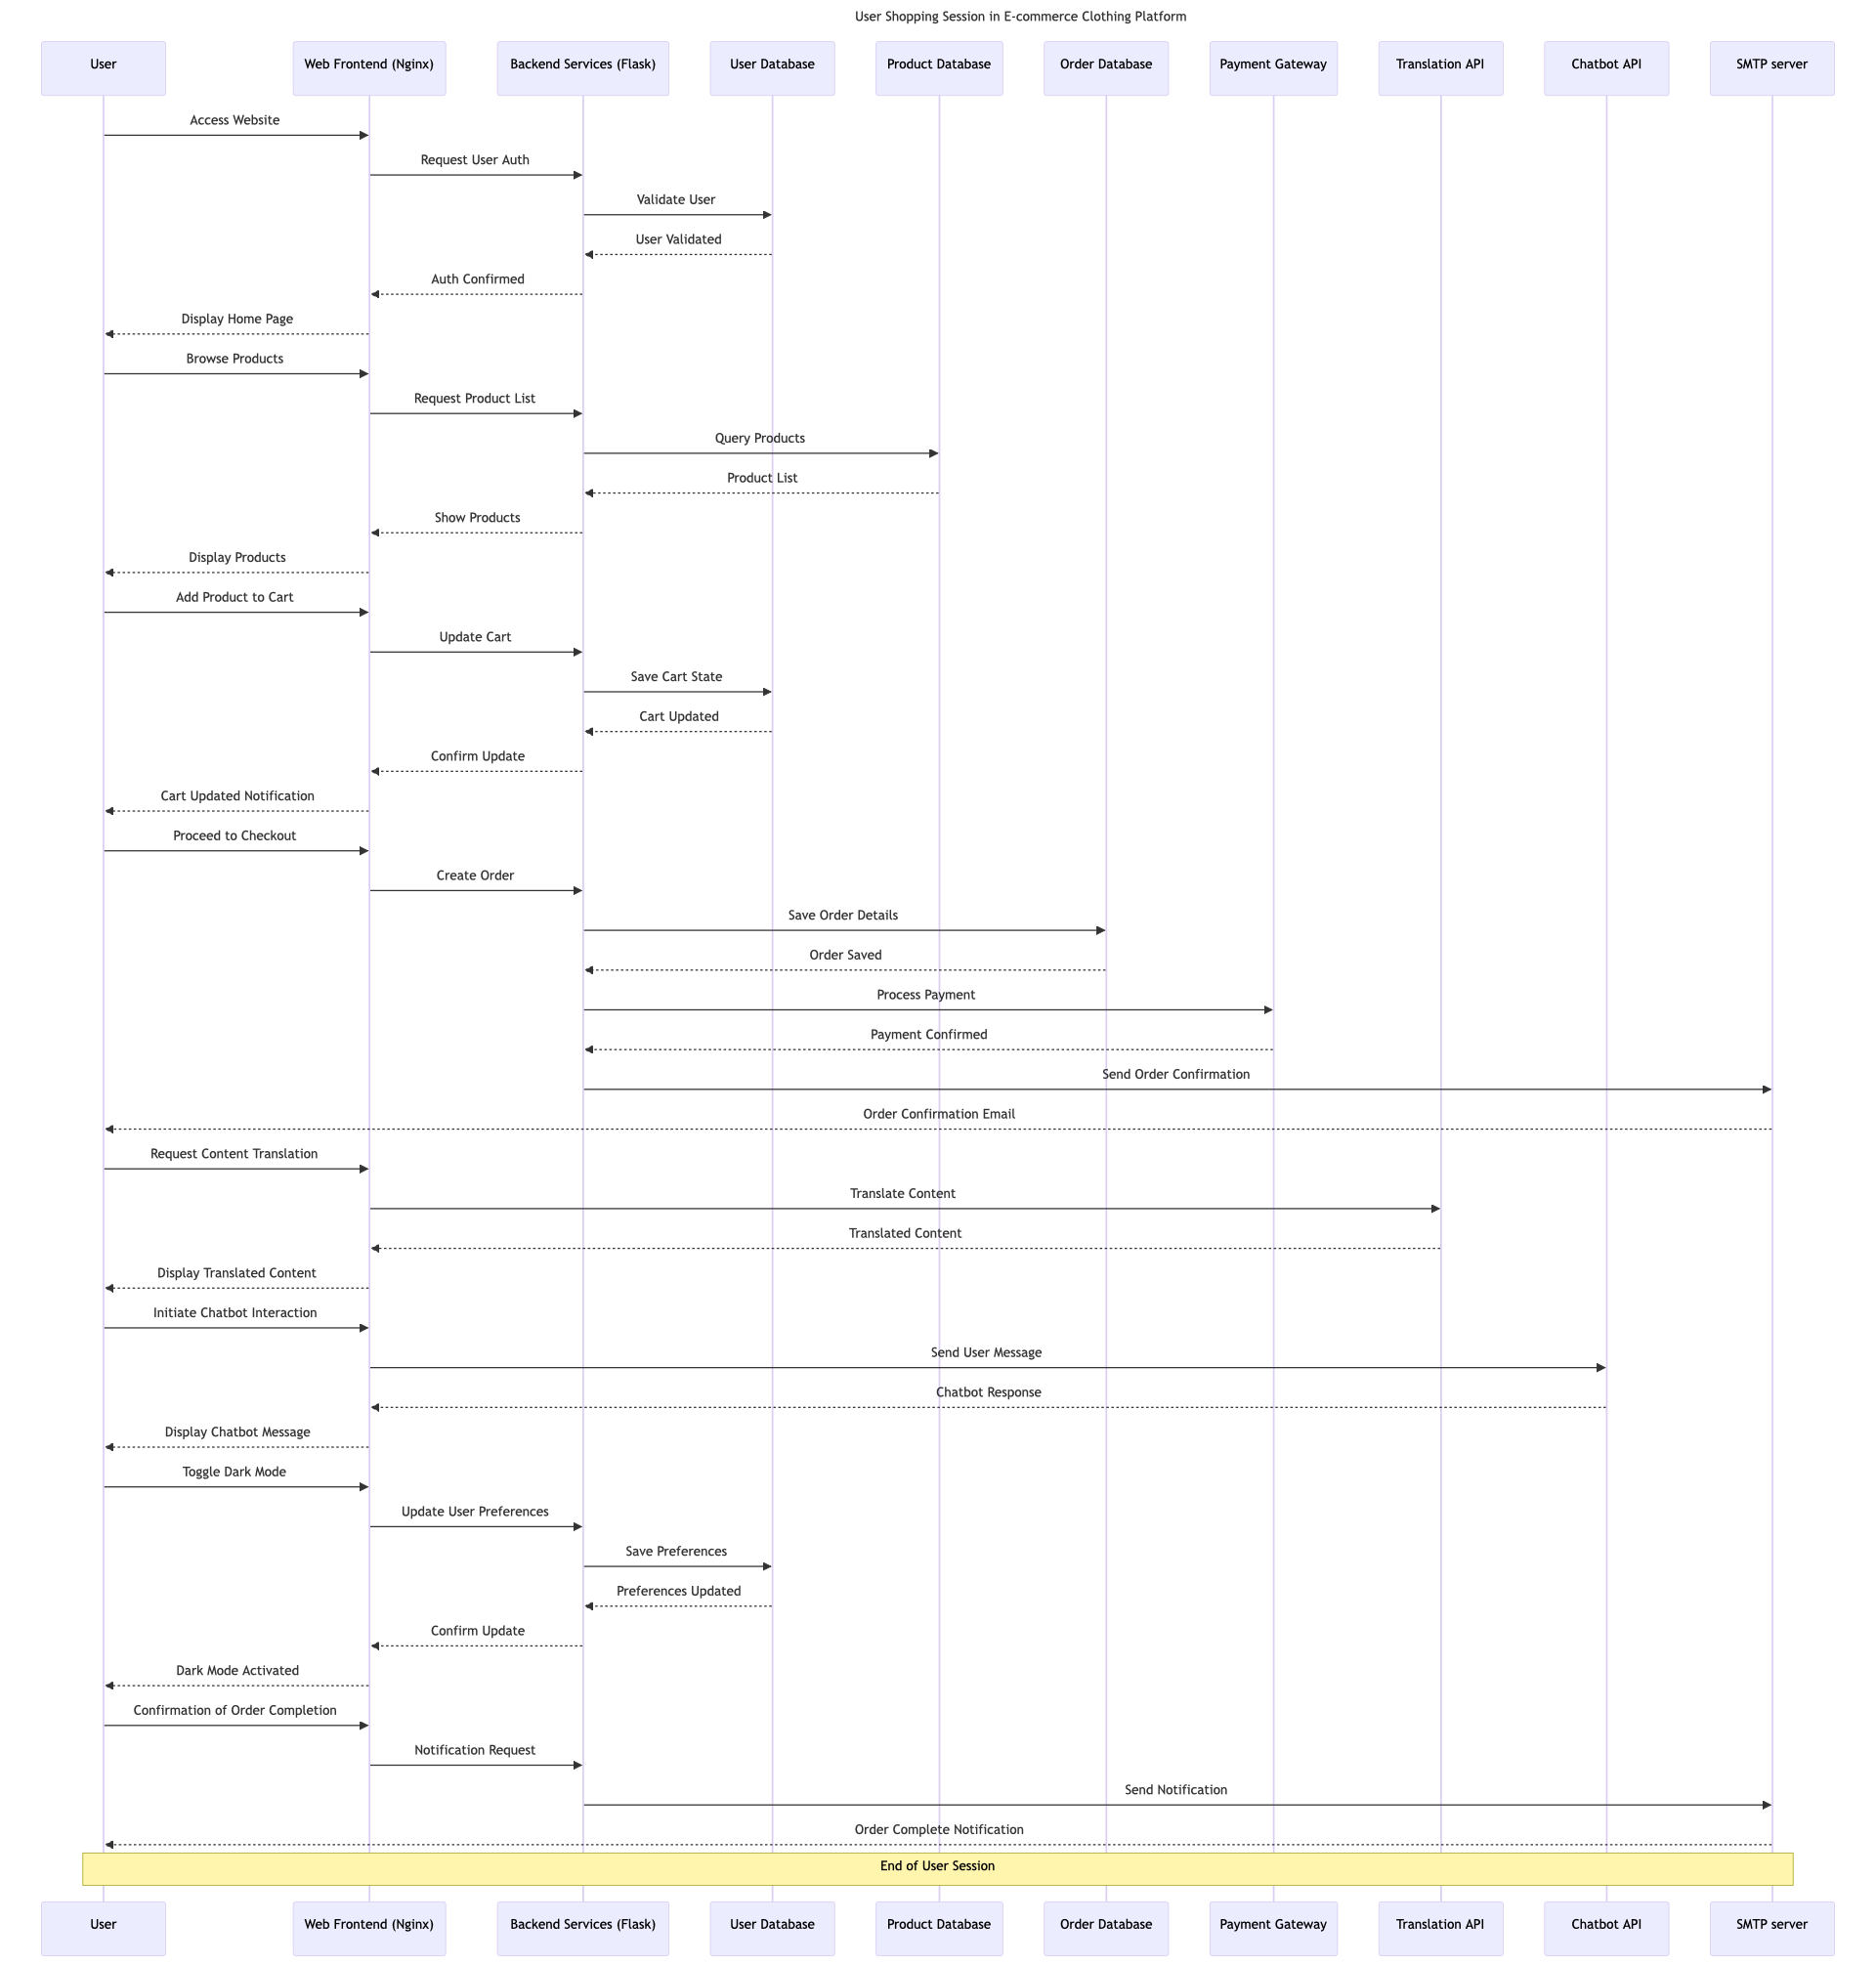 User Shopping Session in E-commerce Clothing Platform
User
Web Frontend (Nginx)
Backend Services (Flask)
User Database
Product Database
Order Database
Payment Gateway
Translation API
Chatbot API
SMTP server
Access Website
Request User Auth
Validate User
User Validated
Auth Confirmed
Display Home Page
Browse Products
Request Product List
Query Products
Product List
Show Products
Display Products
Add Product to Cart
Update Cart
Save Cart State
Cart Updated
Confirm Update
Cart Updated Notification
Proceed to Checkout
Create Order
Save Order Details
Order Saved
Process Payment
Payment Confirmed
Send Order Confirmation
Order Confirmation Email
Request Content Translation
Translate Content
Translated Content
Display Translated Content
Initiate Chatbot Interaction
Send User Message
Chatbot Response
Display Chatbot Message
Toggle Dark Mode
Update User Preferences
Save Preferences
Preferences Updated
Confirm Update
Dark Mode Activated
Confirmation of Order Completion
Notification Request
Send Notification
Order Complete Notification
End of User Session
User
Web Frontend (Nginx)
Backend Services (Flask)
User Database
Product Database
Order Database
Payment Gateway
Translation API
Chatbot API
SMTP server